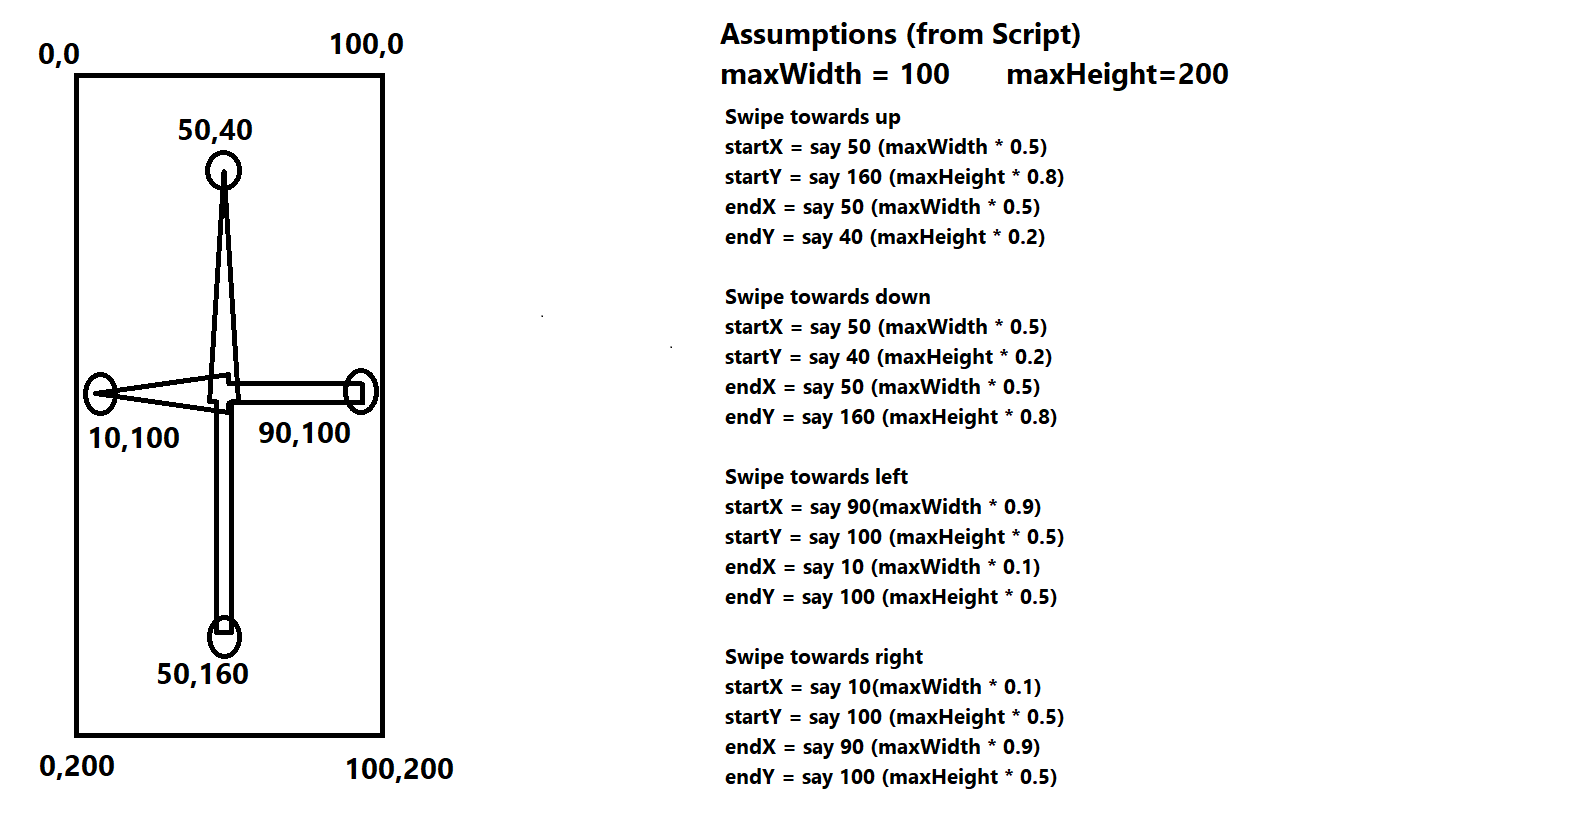 0,0
100,0
50,40
10,100
90,100
50,160
0,200
100,200
Assumptions (from Script)
maxWidth = 100 maxHeight=200
Swipe towards up
startX = say 50 (maxWidth * 0.5)
startY = say 160 (maxHeight * 0.8)
endX = say 50 (maxWidth * 0.5)
endY = say 40 (maxHeight * 0.2)
Swipe towards down
startX = say 50 (maxWidth * 0.5)
startY = say 40 (maxHeight * 0.2)
endX = say 50 (maxWidth * 0.5)
endY = say 160 (maxHeight * 0.8)
Swipe towards left
startX = say 90(maxWidth * 0.9)
startY = say 100 (maxHeight * 0.5)
endX = say 10 (maxWidth * 0.1)
endY = say 100 (maxHeight * 0.5)
Swipe towards right
startX = say 10(maxWidth * 0.1)
startY = say 100 (maxHeight * 0.5)
endX = say 90 (maxWidth * 0.9)
endY = say 100 (maxHeight * 0.5)